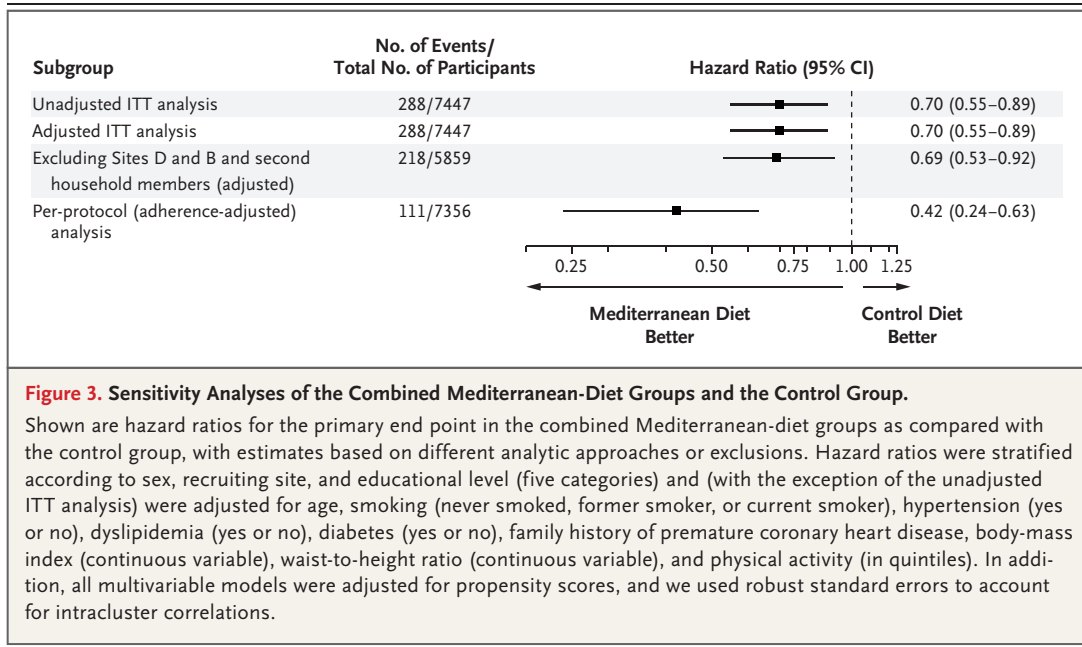 No. of Events/
Subgroup Total No. of Participants Hazard Ratio (95% CI)
Unadjusted ITT analysis 288/7447 0.70 (0.55–0.89)
Adjusted ITT analysis 288/7447 0.70 (0.55–0.89)
Excluding Sites D and B and second 218/5859 0.69 (0.53–0.92)
household members (adjusted)
Per-protocol (adherence-adjusted) 111/7356 0.42 (0.24–0.63)
analysis
0.25 0.50 0.75 1.00 1.25
Mediterranean Diet Control Diet
Better Better
Figure 3. Sensitivity Analyses of the Combined Mediterranean-Diet Groups and the Control Group.
Shown are hazard ratios for the primary end point in the combined Mediterranean-diet groups as compared with
the control group, with estimates based on different analytic approaches or exclusions. Hazard ratios were stratified
according to sex, recruiting site, and educational level (five categories) and (with the exception of the unadjusted
ITT analysis) were adjusted for age, smoking (never smoked, former smoker, or current smoker), hypertension (yes
or no), dyslipidemia (yes or no), diabetes (yes or no), family history of premature coronary heart disease, body-mass
index (continuous variable), waist-to-height ratio (continuous variable), and physical activity (in quintiles). In addi-
tion, all multivariable models were adjusted for propensity scores, and we used robust standard errors to account
for intracluster correlations.